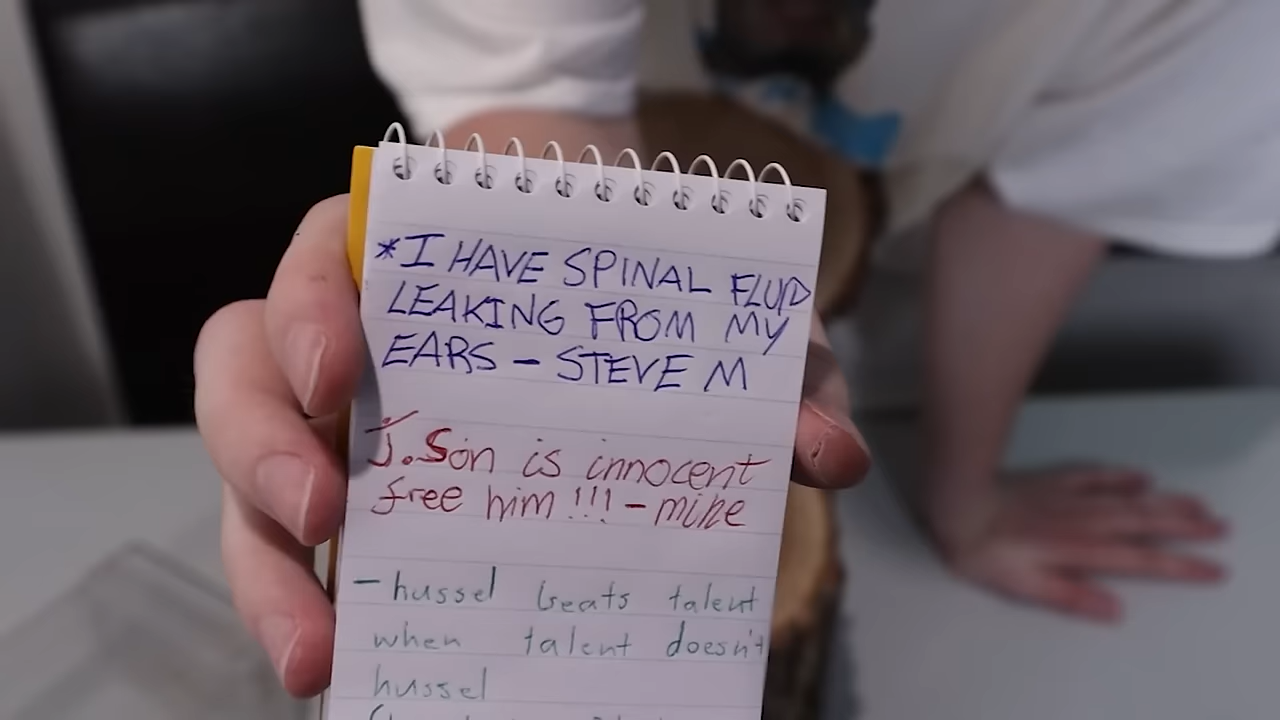 *I HAVE SPINAL FLUID
LEAKING FROM MY
EARS - STEVE M
J.Son is innocent
free him !!! - mike
- hussel beats talent
when talent doesn't
hussel